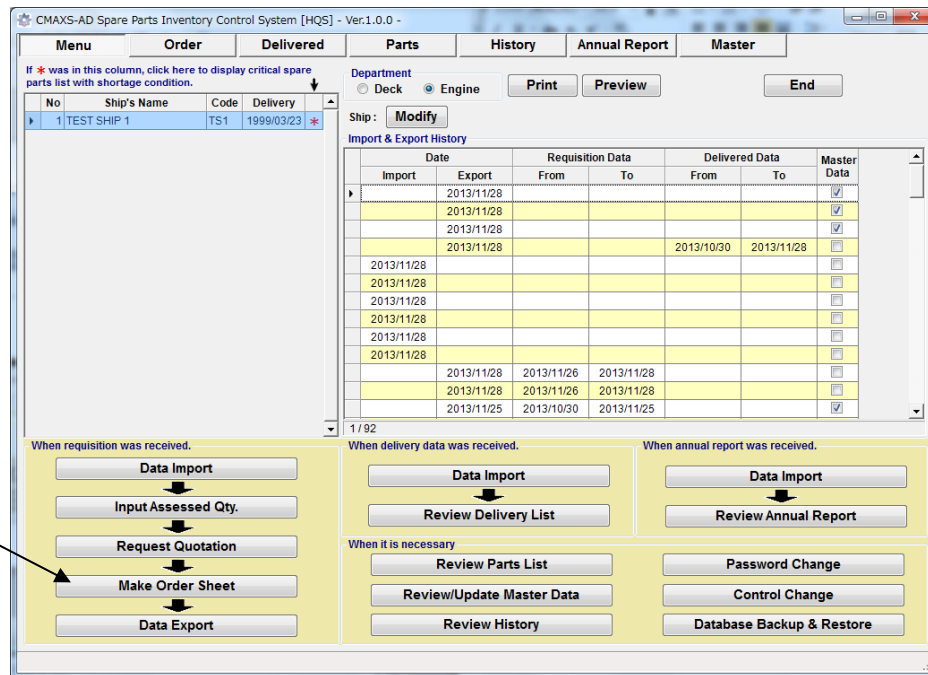 CMAXS-AD Spare Parts Inventory Control System [HQS] - Ver.1.0.0 -
Menu Order Delivered Parts History Annual Report Master
If * was in this column, click here to display critical spare
parts list with shortage condition.
No Ship's Name Code Delivery
1 TEST SHIP 1 TS1 1999/03/23 *
Department
Deck Engine Print Preview End
Ship : Modify
Import & Export History
Date Requisition Data Delivered Data Master Data
Import Export From To From To
2013/11/28
2013/11/28
2013/11/28
2013/11/28 2013/10/30 2013/11/28
2013/11/28
2013/11/28
2013/11/28
2013/11/28
2013/11/28
2013/11/28
2013/11/28 2013/11/26 2013/11/28
2013/11/28 2013/11/26 2013/11/28
2013/11/25 2013/10/30 2013/11/25
1 / 92
When requisition was received.
Data Import
Input Assessed Qty.
Request Quotation
Make Order Sheet
Data Export
When delivery data was received.
Data Import
Review Delivery List
When annual report was received.
Data Import
Review Annual Report
When it is necessary
Review Parts List Password Change
Review/Update Master Data Control Change
Review History Database Backup & Restore